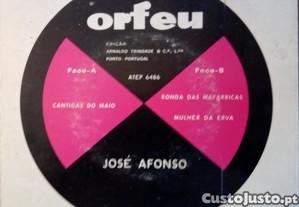 orfeu
EDIÇÃO
ARNALDO TRINDADE & C.ª, L.da
PORTO PORTUGAL
Face-A
Face-B
ATEP 6486
CANTIGAS DO MAIO
RONDA DAS MAFARRICAS
MULHER DA ERVA
JOSÉ AFONSO
CustoJusto.pt